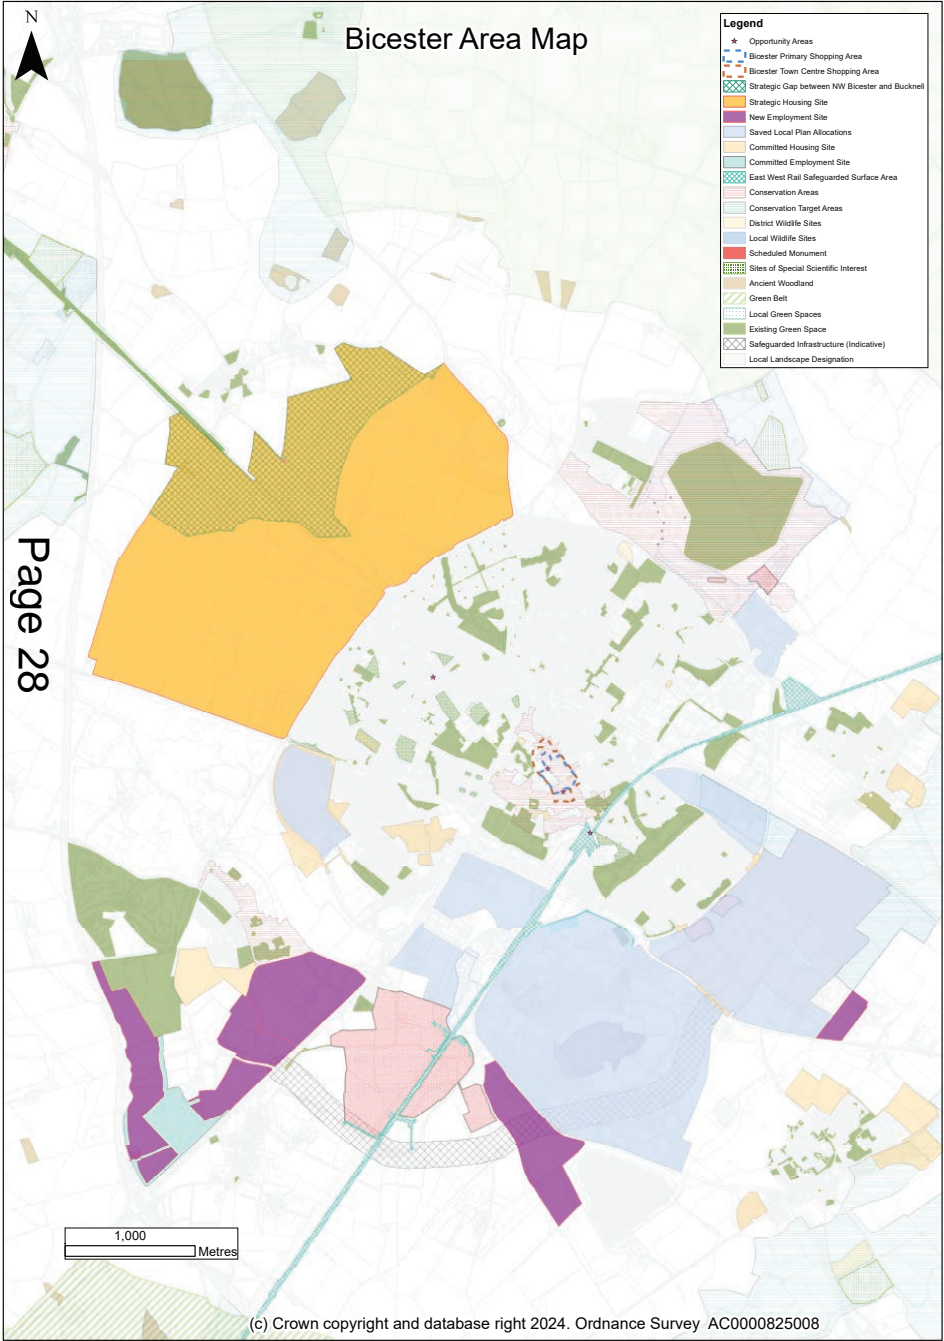 N
Bicester Area Map
Legend
Opportunity Areas
Bicester Primary Shopping Area
Bicester Town Centre Shopping Area
Strategic Gap between NW Bicester and Bucknell
Strategic Housing Site
New Employment Site
Saved Local Plan Allocations
Committed Housing Site
Committed Employment Site
East West Rail Safeguarded Surface Area
Conservation Areas
Conservation Target Areas
District Wildlife Sites
Local Wildlife Sites
Scheduled Monument
Sites of Special Scientific Interest
Ancient Woodland
Green Belt
Local Green Spaces
Existing Green Space
Safeguarded Infrastructure (Indicative)
Local Landscape Designation
Page 28
1,000
Metres
(c) Crown copyright and database right 2024. Ordnance Survey AC0000825008